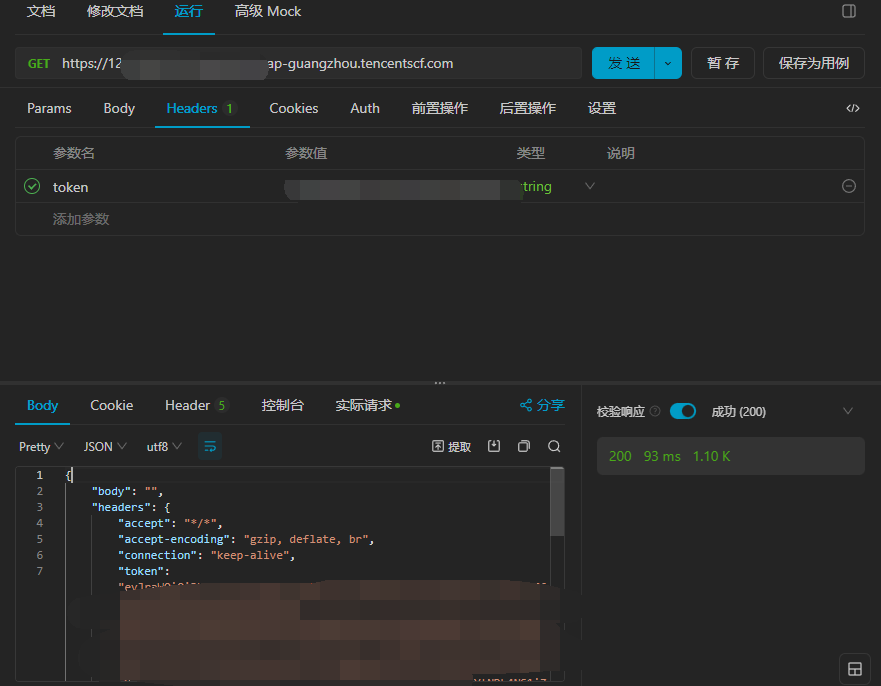 文档 修改文档 运行 高级 Mock
GET https://12 ap-guangzhou.tencentscf.com 发 送 暂 存 保存为用例
Params Body Headers 1 Cookies Auth 前置操作 后置操作 设置 </>
参数名 参数值 类型 说明
token tring
添加参数
Body Cookie Header 5 控制台 实际请求 分享 校验响应 成功 (200)
Pretty JSON utf8 提取 200 93 ms 1.10 K
1 {
2 "body": "",
3 "headers": {
4 "accept": "*/*",
5 "accept-encoding": "gzip, deflate, br",
6 "connection": "keep-alive",
7 "token":